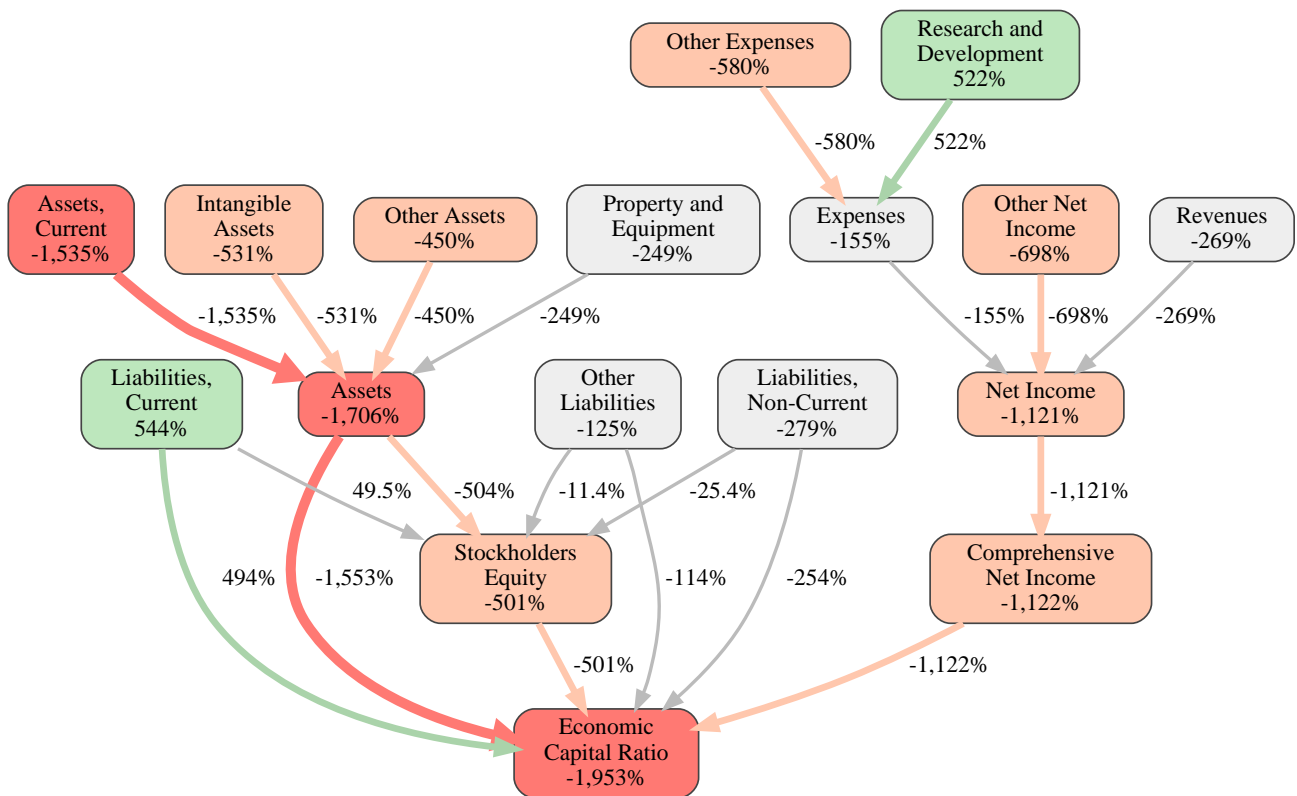 Other Expenses
-580%
Research and
Development
522%
-580%
522%
Assets,
Current
-1,535%
Intangible
Assets
-531%
Other Assets
-450%
Property and
Equipment
-249%
Expenses
-155%
Other Net
Income
-698%
Revenues
-269%
-1,535%
-531%
-450%
-249%
-155%
-698%
-269%
Liabilities,
Current
544%
Assets
-1,706%
Other
Liabilities
-125%
Liabilities,
Non-Current
-279%
Net Income
-1,121%
49.5%
-504%
-11.4%
-25.4%
-1,121%
Stockholders
Equity
-501%
Comprehensive
Net Income
-1,122%
494%
-1,553%
-114%
-254%
-501%
-1,122%
Economic
Capital Ratio
-1,953%